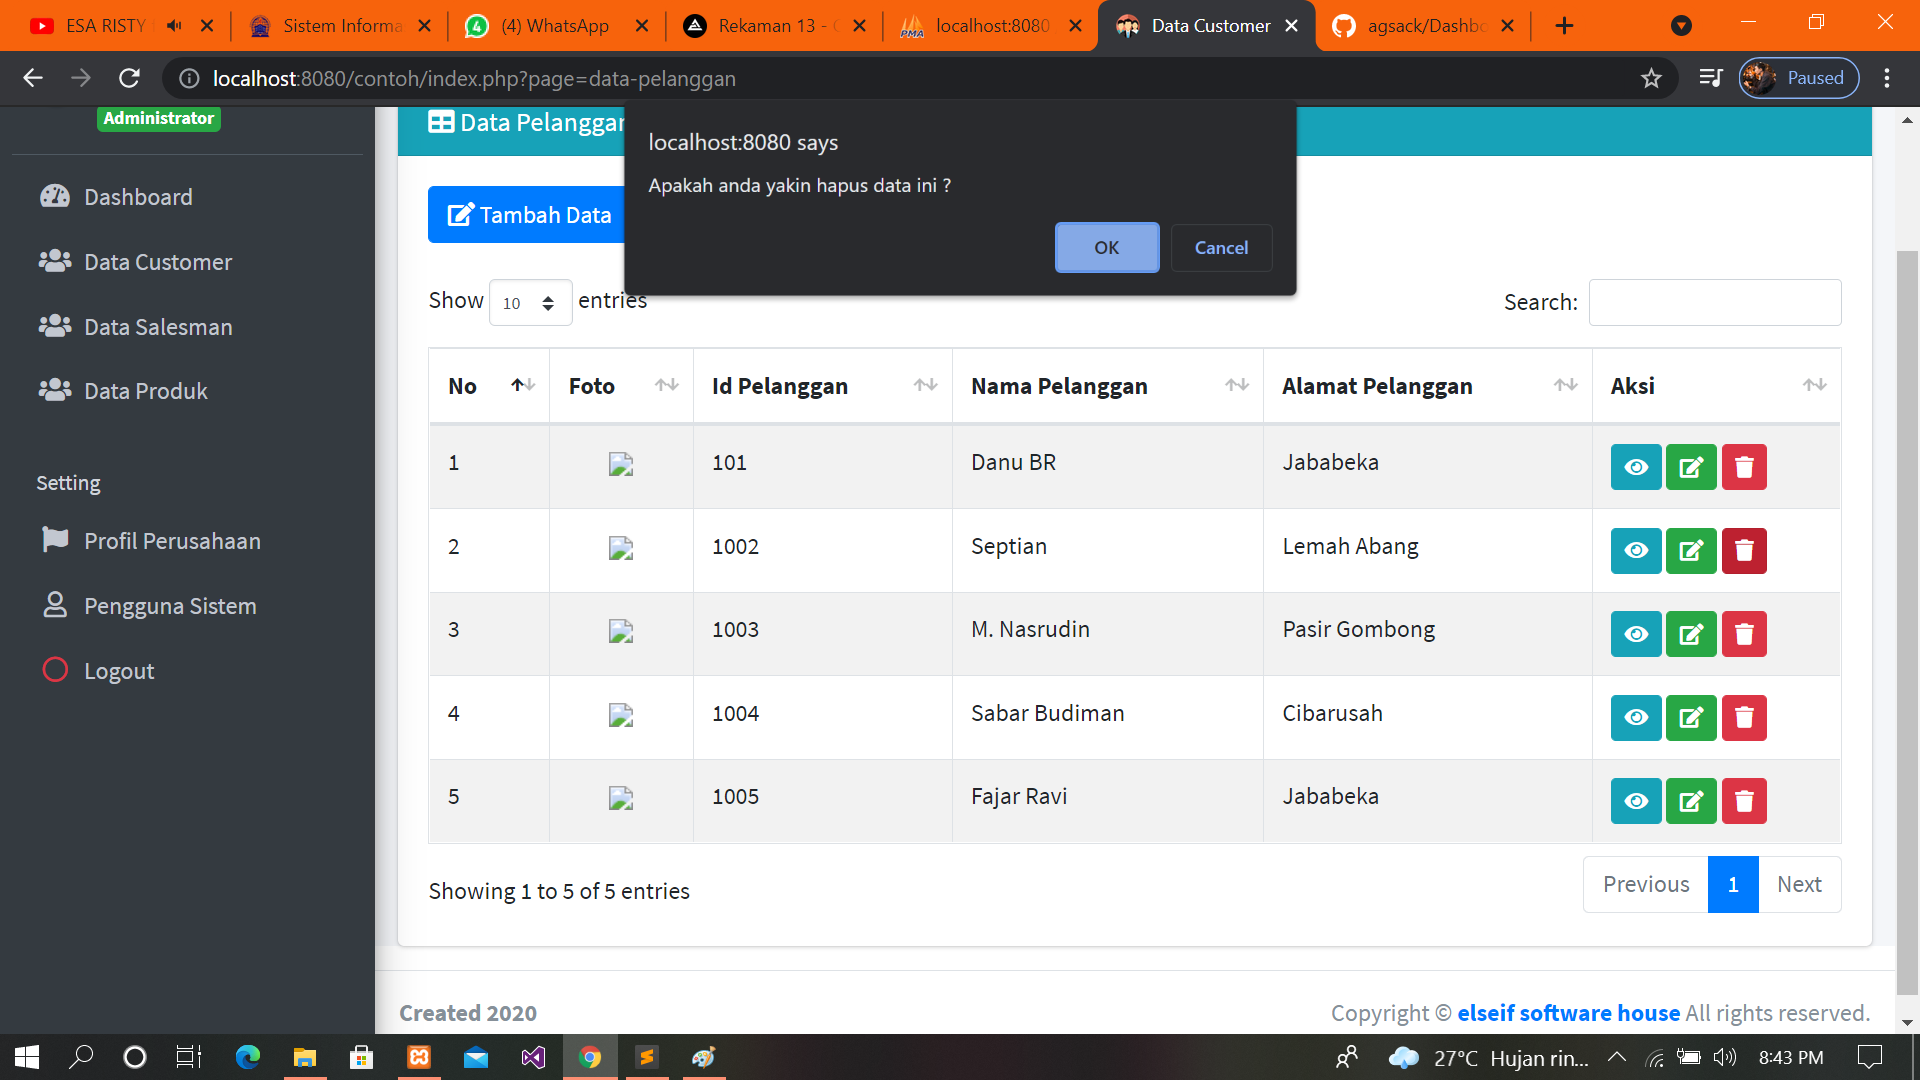 ESA RISTY
Sistem Informa
(4) WhatsApp
Rekaman 13 -
localhost:8080
Data Customer
agsack/Dashbo
localhost:8080/contoh/index.php?page=data-pelanggan
Paused
Administrator
Dashboard
Data Customer
Data Salesman
Data Produk
Setting
Profil Perusahaan
Pengguna Sistem
Logout
Data Pelanggan
localhost:8080 says
Apakah anda yakin hapus data ini ?
OK Cancel
Tambah Data
Show 10 entries
Search:
No Foto Id Pelanggan Nama Pelanggan Alamat Pelanggan Aksi
1 101 Danu BR Jababeka
2 1002 Septian Lemah Abang
3 1003 M. Nasrudin Pasir Gombong
4 1004 Sabar Budiman Cibarusah
5 1005 Fajar Ravi Jababeka
Showing 1 to 5 of 5 entries
Previous 1 Next
Created 2020
Copyright © elseif software house All rights reserved.
27°C Hujan rin...
8:43 PM